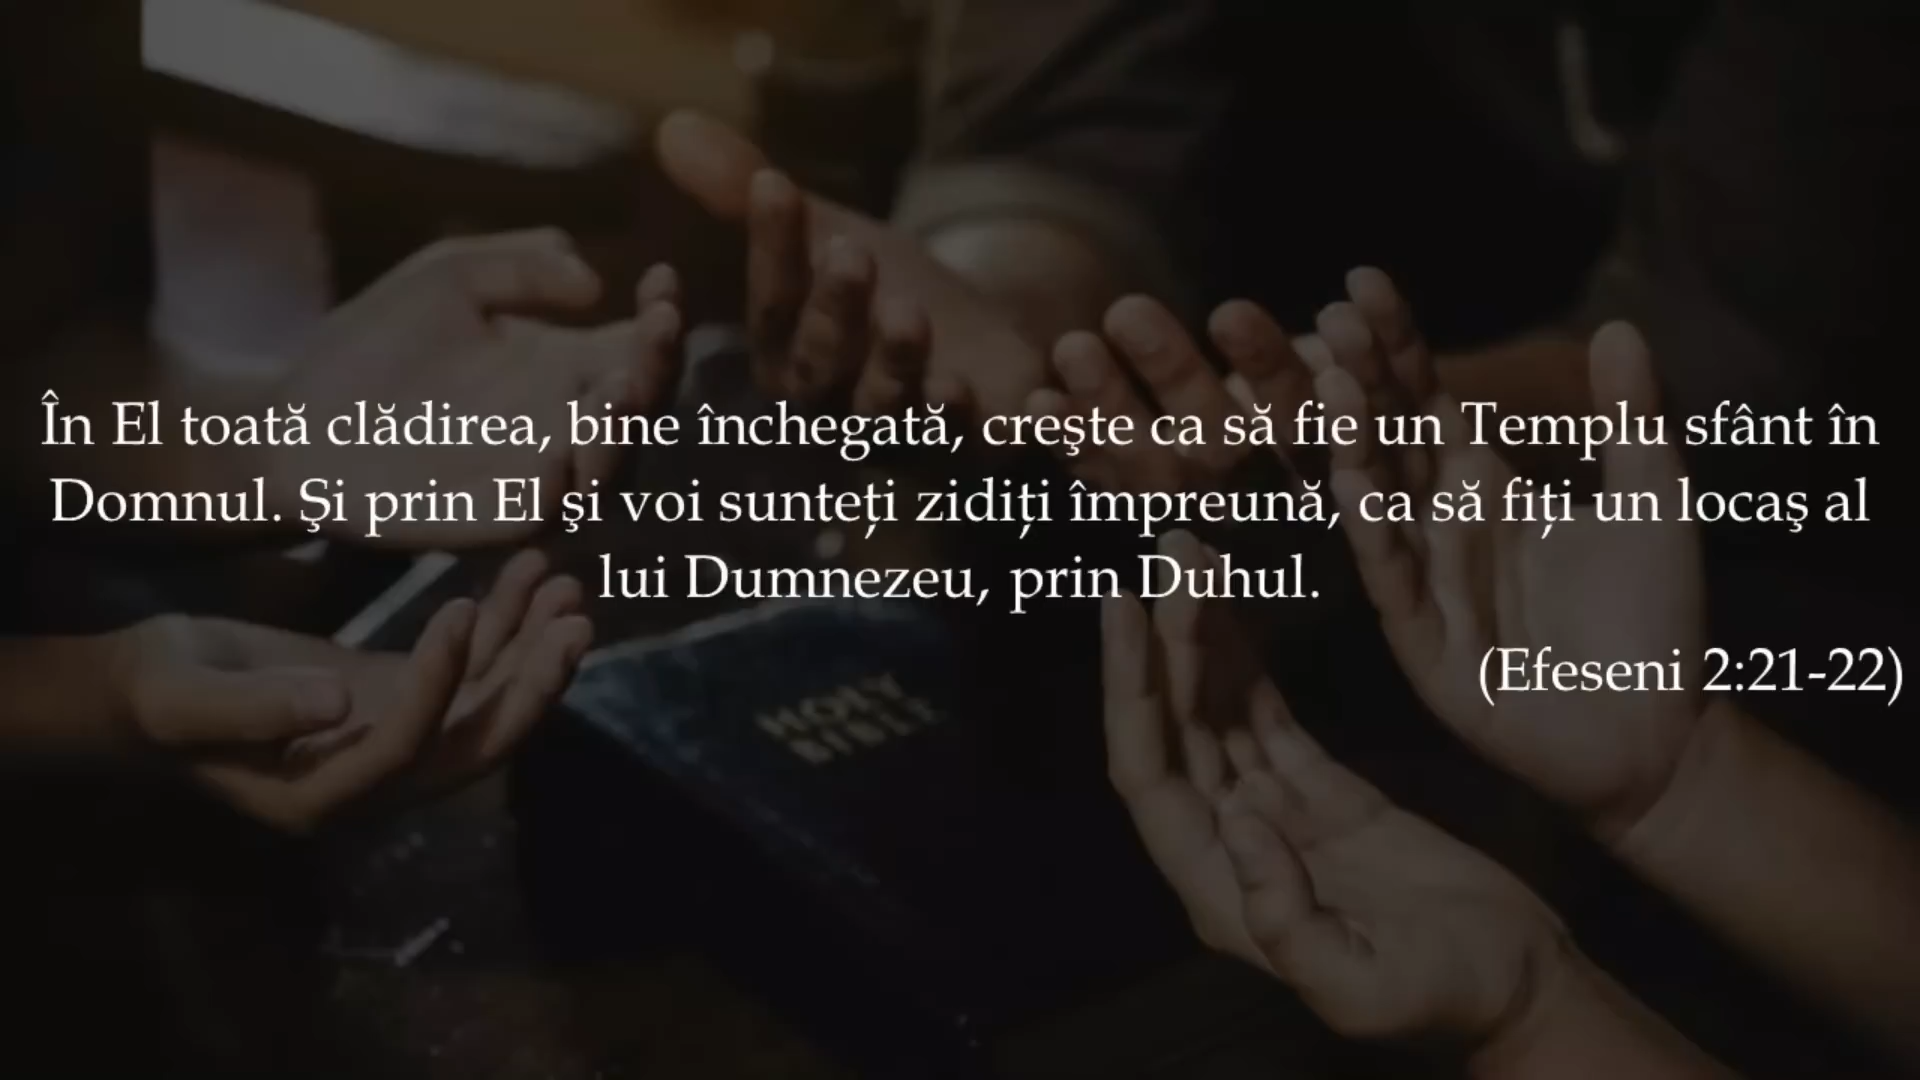 În El toată clădirea, bine închegată, creşte ca să fie un Templu sfânt în
Domnul. Şi prin El şi voi sunteți zidiți împreună, ca să fiți un locaş al
lui Dumnezeu, prin Duhul.
(Efeseni 2:21-22)
HOLY
BIBLE